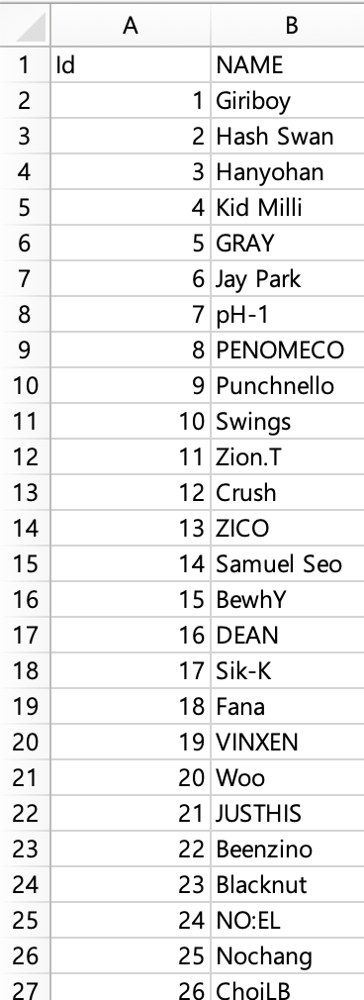 A B
1 Id NAME
2 1 Giriboy
3 2 Hash Swan
4 3 Hanyohan
5 4 Kid Milli
6 5 GRAY
7 6 Jay Park
8 7 pH-1
9 8 PENOMECO
10 9 Punchnello
11 10 Swings
12 11 Zion.T
13 12 Crush
14 13 ZICO
15 14 Samuel Seo
16 15 BewhY
17 16 DEAN
18 17 Sik-K
19 18 Fana
20 19 VINXEN
21 20 Woo
22 21 JUSTHIS
23 22 Beenzino
24 23 Blacknut
25 24 NO:EL
26 25 Nochang
27 26 ChoiLB